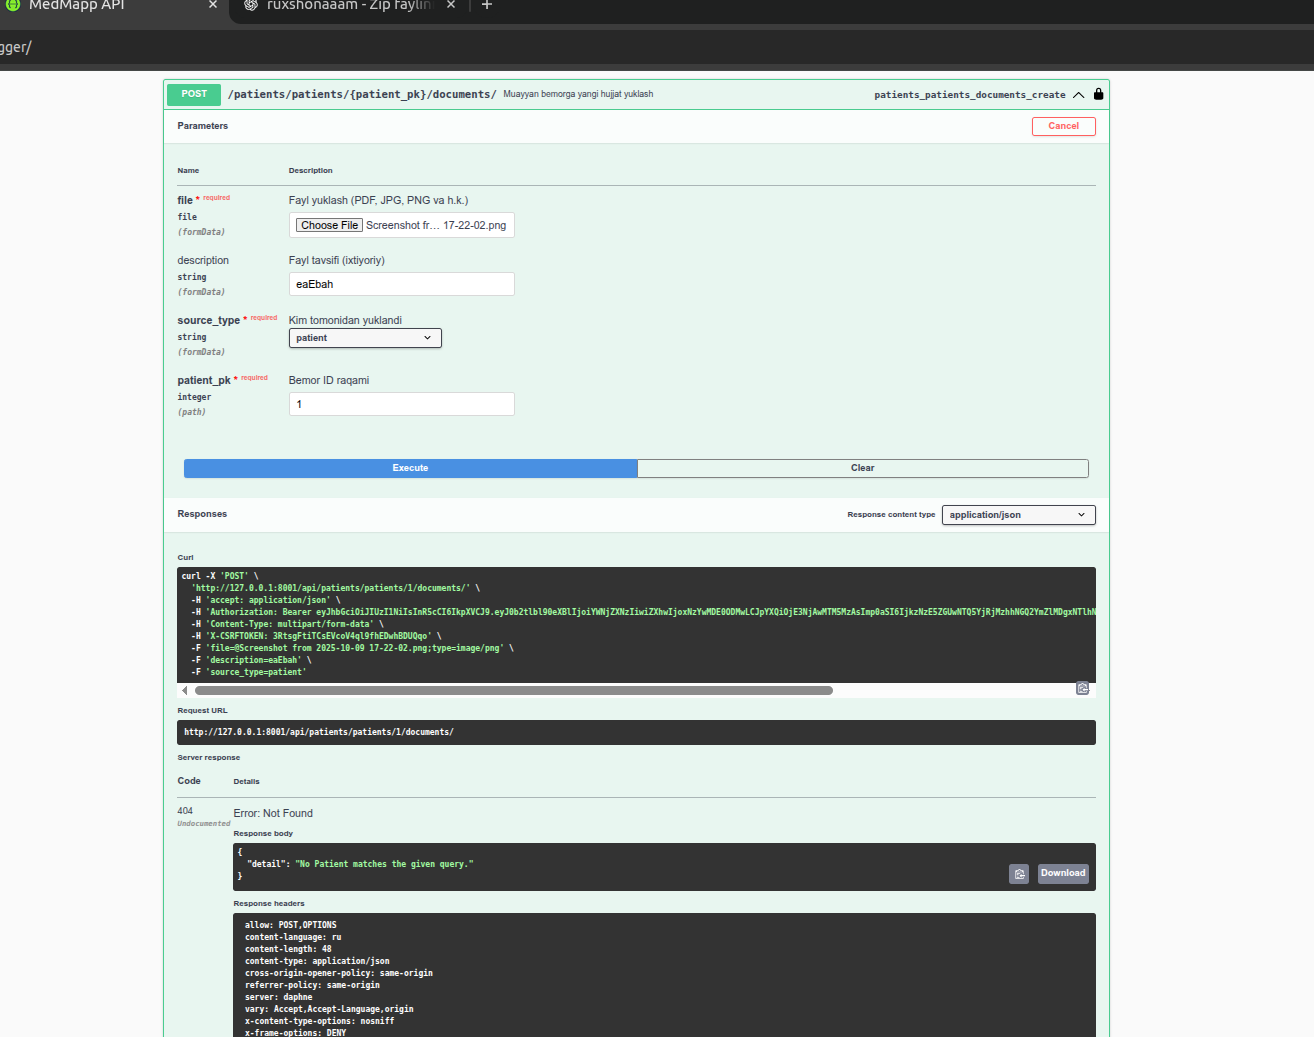 MedMapp API
ruxshonaaam - Zip faylin
gger/
POST /patients/patients/{patient_pk}/documents/ Muayyan bemorga yangi hujjat yuklash patients_patients_documents_create
Parameters Cancel
Name Description
file * required Fayl yuklash (PDF, JPG, PNG va h.k.)
file
(formData)
Choose File Screenshot fr... 17-22-02.png
description Fayl tavsifi (ixtiyoriy)
string
(formData)
eaEbah
source_type * required Kim tomonidan yuklandi
string
(formData)
patient
patient_pk * required Bemor ID raqami
integer
(path)
1
Execute Clear
Responses Response content type application/json
Curl
curl -X 'POST' \
'http://127.0.0.1:8001/api/patients/patients/1/documents/' \
-H 'accept: application/json' \
-H 'Authorization: Bearer
-H 'Content-Type: multipart/form-data' \
-H 'X-CSRFTOKEN: 3RtsgFtiTCsEVcoV4ql9fhEDwhBDUQqo' \
-F 'file=@Screenshot from 2025-10-09 17-22-02.png;type=image/png' \
-F 'description=eaEbah' \
-F 'source_type=patient'
Request URL
http://127.0.0.1:8001/api/patients/patients/1/documents/
Server response
Code Details
404 Error: Not Found
Undocumented
Response body
{
"detail": "No Patient matches the given query."
}
Download
Response headers
allow: POST,OPTIONS
content-language: ru
content-length: 48
content-type: application/json
cross-origin-opener-policy: same-origin
referrer-policy: same-origin
server: daphne
vary: Accept,Accept-Language,origin
x-content-type-options: nosniff
x-frame-options: DENY